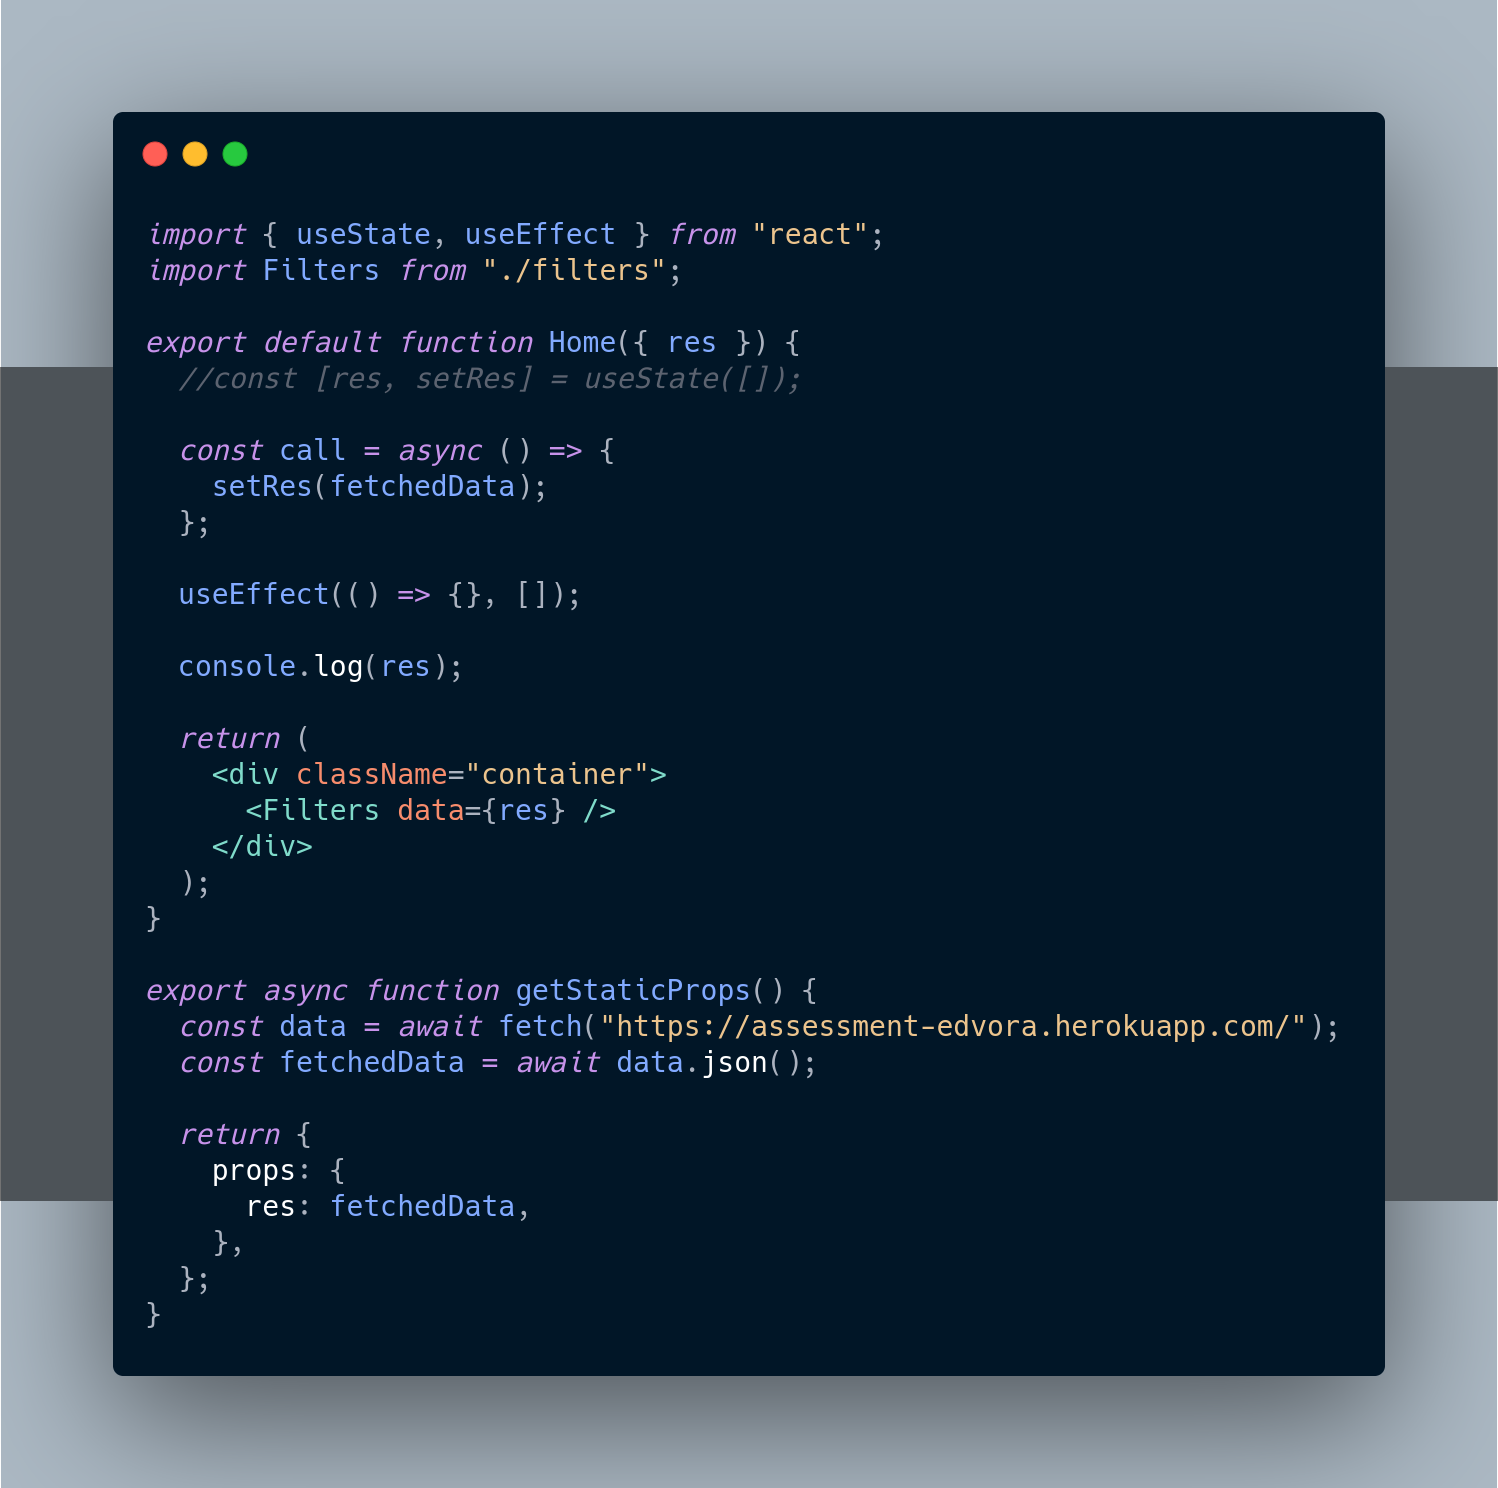 import { useState, useEffect } from "react";
import Filters from "./filters";

export default function Home({ res }) {
  //const [res, setRes] = useState([]);

  const call = async () => {
    setRes(fetchedData);
  };

  useEffect(() => {}, []);

  console.log(res);

  return (
    <div className="container">
      <Filters data={res} />
    </div>
  );
}

export async function getStaticProps() {
  const data = await fetch("https://assessment-edvora.herokuapp.com/");
  const fetchedData = await data.json();

  return {
    props: {
      res: fetchedData,
    },
  };
}